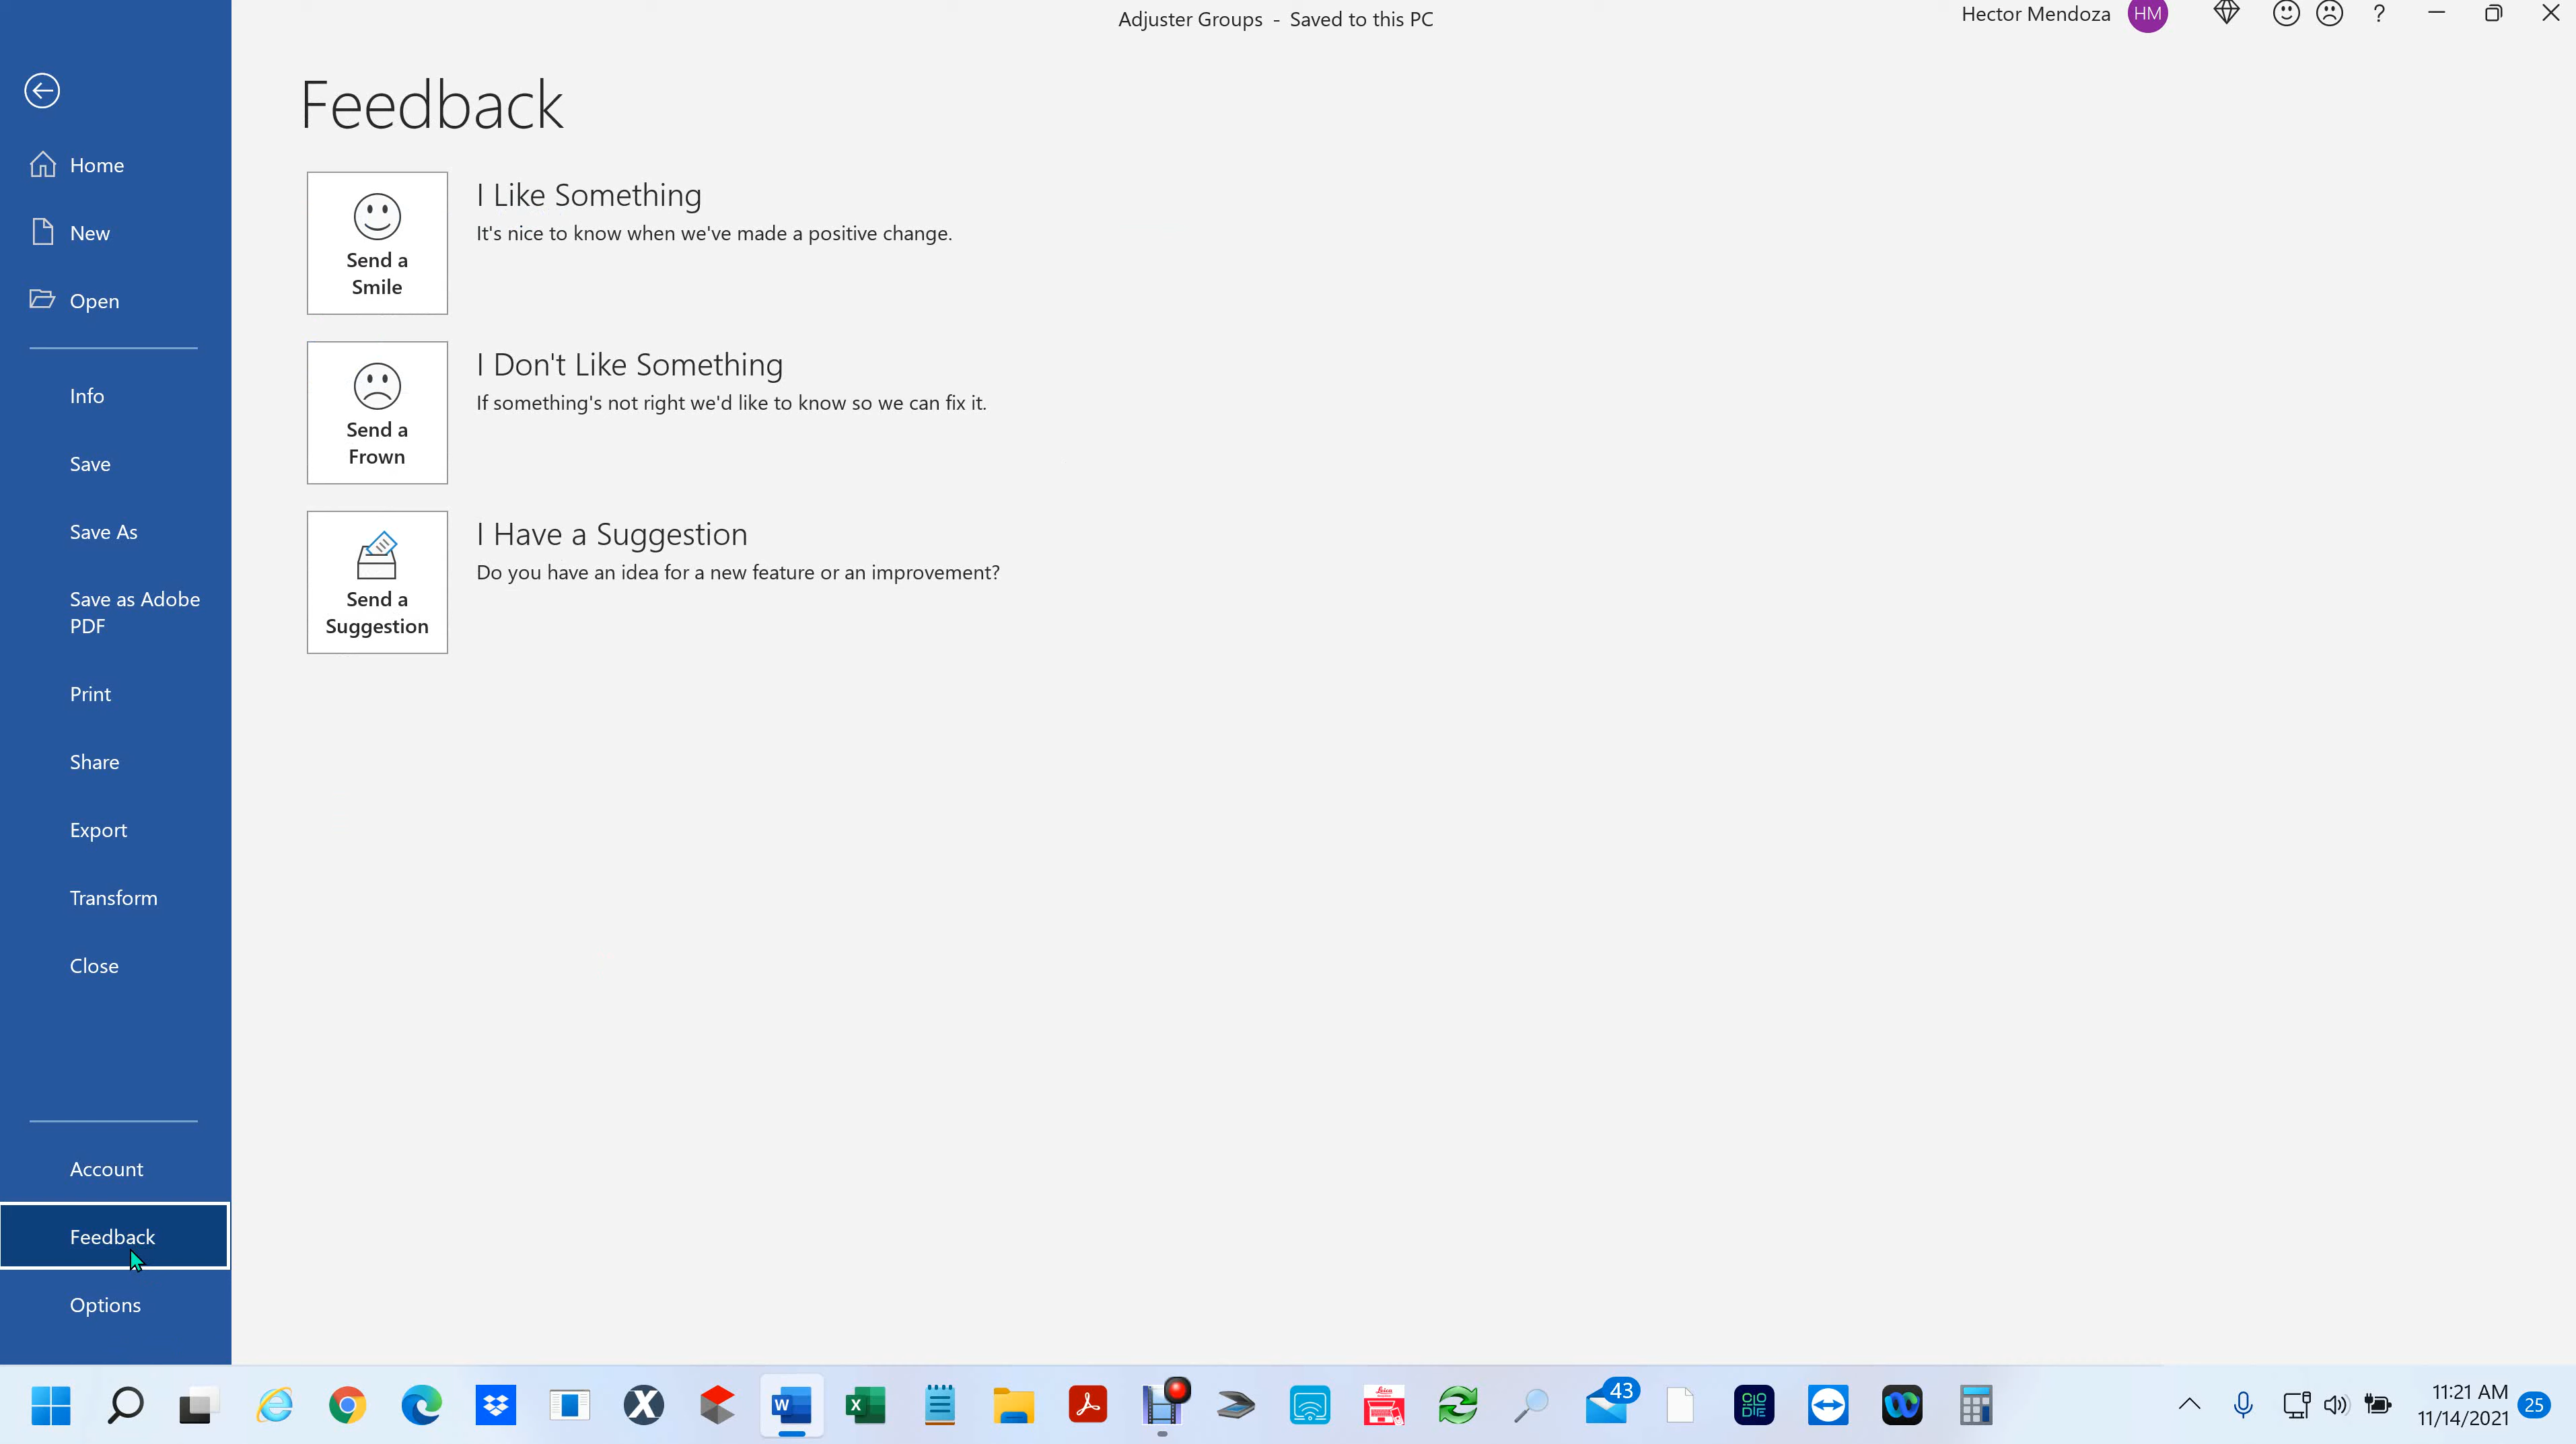 Adjuster Groups - Saved to this PC
Hector Mendoza HM ?
Home
New
Open
Info
Save
Save As
Save as Adobe
PDF
Print
Share
Export
Transform
Close
Account
Feedback
Options
Feedback
Send a
Smile
I Like Something
It's nice to know when we've made a positive change.
Send a
Frown
I Don't Like Something
If something's not right we'd like to know so we can fix it.
Send a
Suggestion
I Have a Suggestion
Do you have an idea for a new feature or an improvement?
W
X
X
Leica
43
CODE
11:21 AM
11/14/2021
25